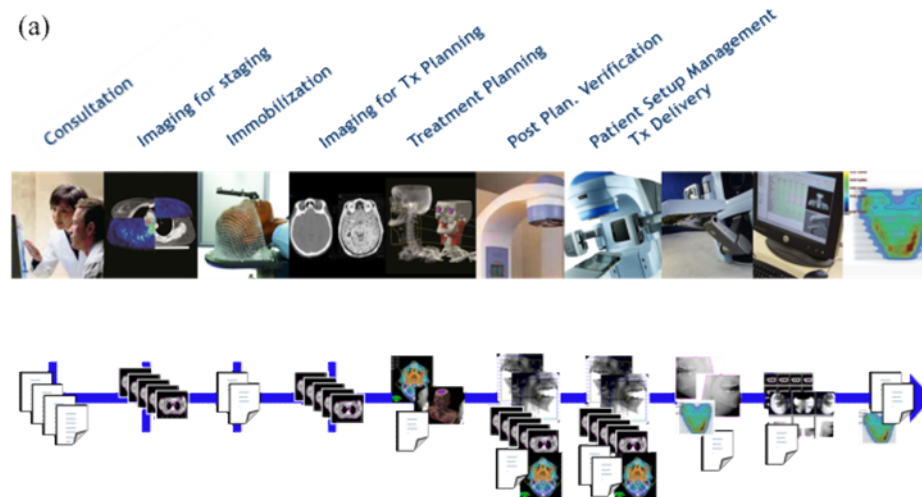 (a)
Consultation
Imaging for staging
Immobilization
Imaging for Tx Planning
Treatment Planning
Post Plan. Verification
Patient Setup Management
Tx Delivery